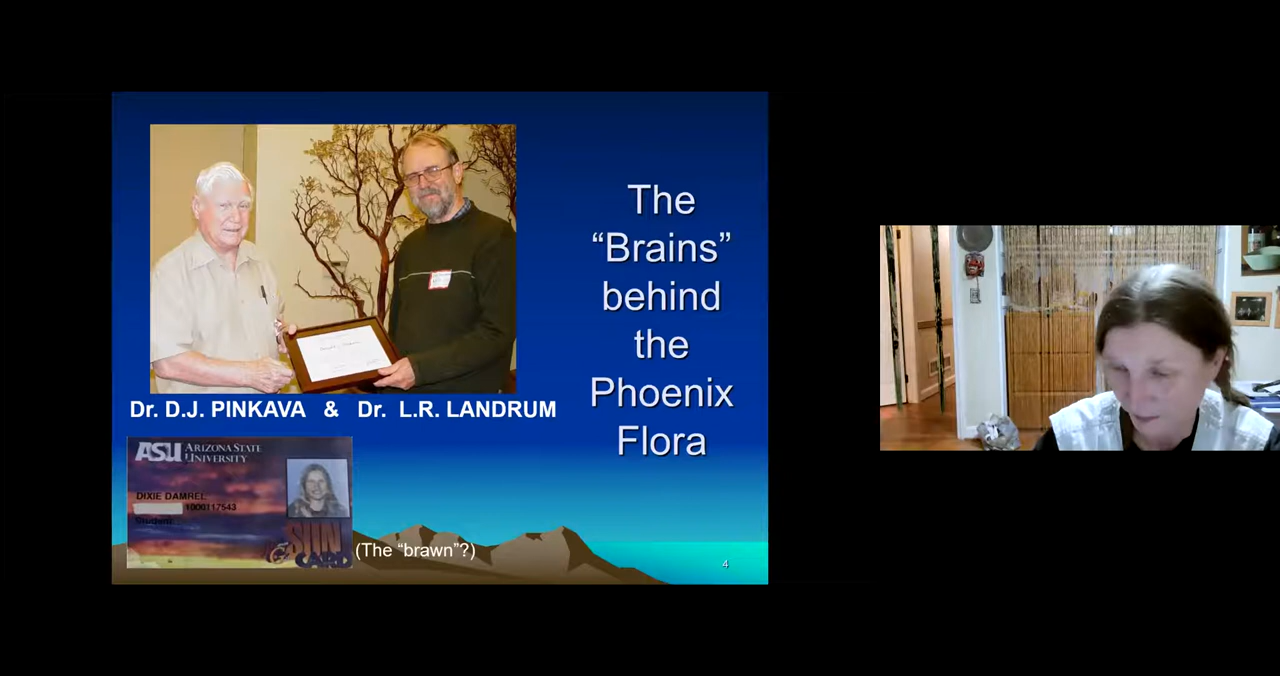 The
“Brains”
behind
the
Phoenix
Flora
Dr. D.J. PINKAVA & Dr. L.R. LANDRUM
ASU ARIZONA STATE
UNIVERSITY
DIXIE DAMREL
1000117543
Student
SUN
CARD
(The “brawn”?)
4